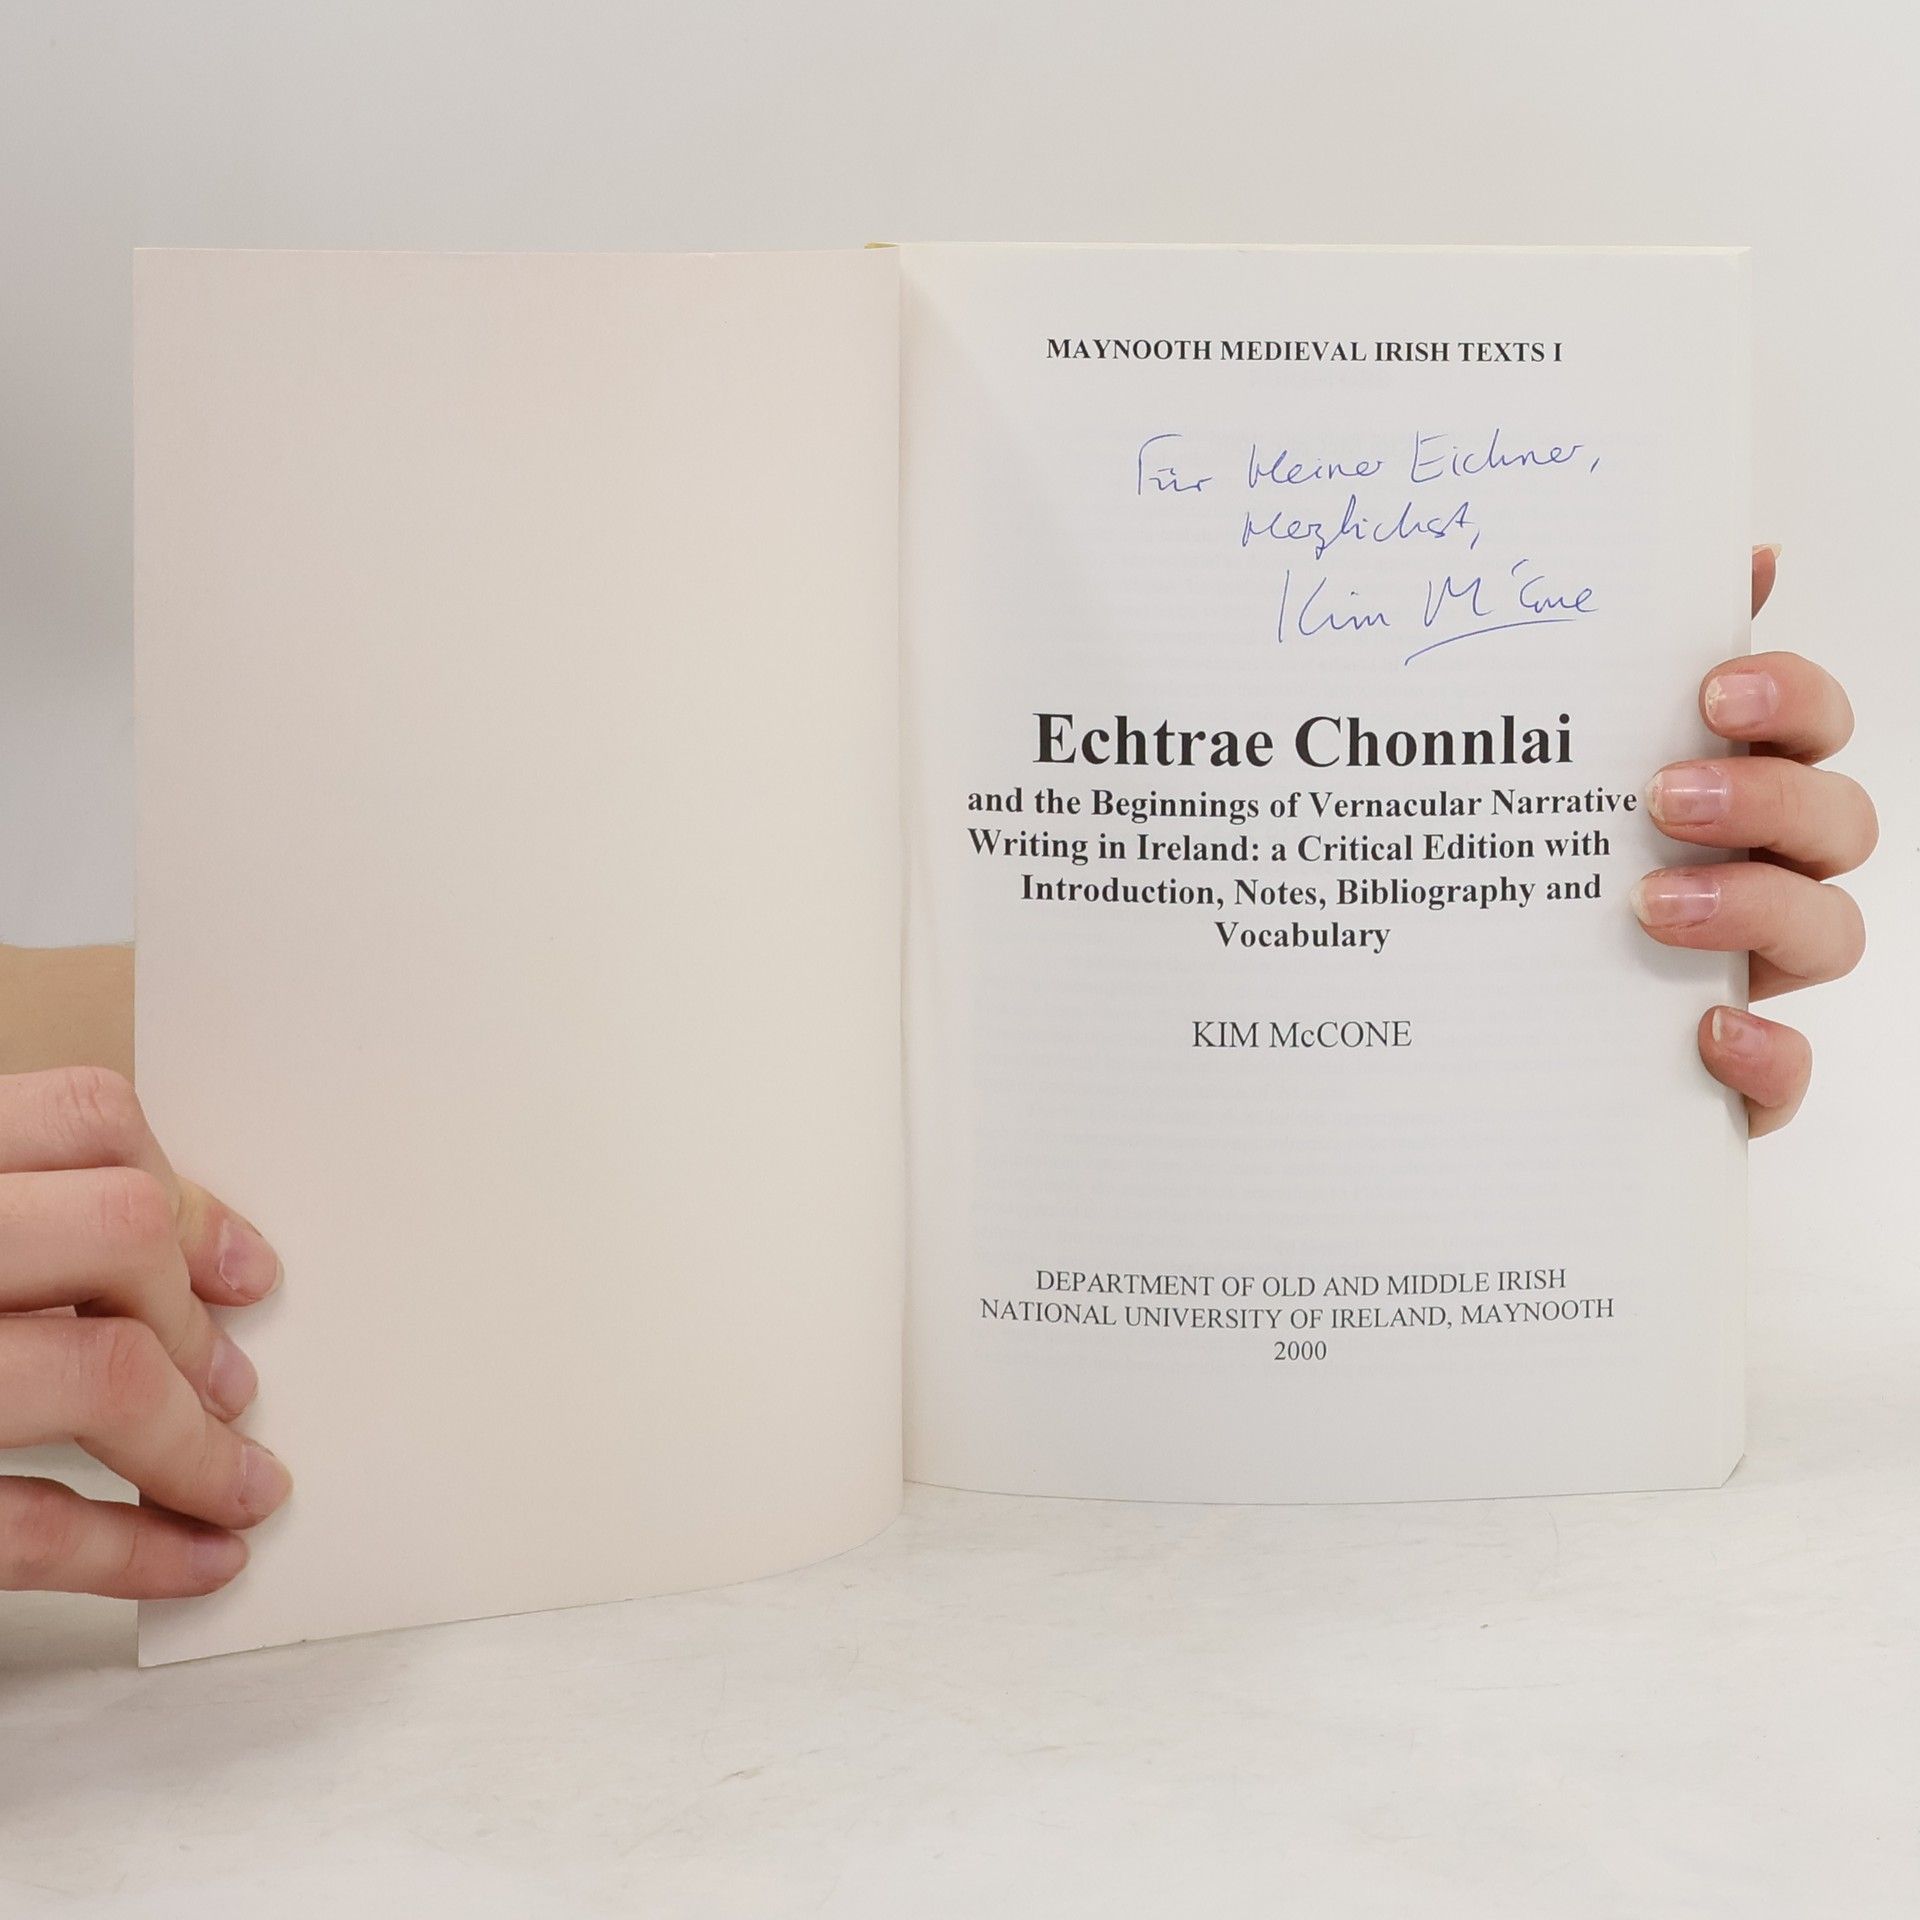 MAYNOOTH MEDIEVAL IRISH TEXTS I
Für Heiner Eichner,
Herzlichst,
Kim McCone
Echtrae Chonnlai
and the Beginnings of Vernacular Narrative
Writing in Ireland: a Critical Edition with
Introduction, Notes, Bibliography and
Vocabulary
KIM McCONE
DEPARTMENT OF OLD AND MIDDLE IRISH
NATIONAL UNIVERSITY OF IRELAND, MAYNOOTH
2000